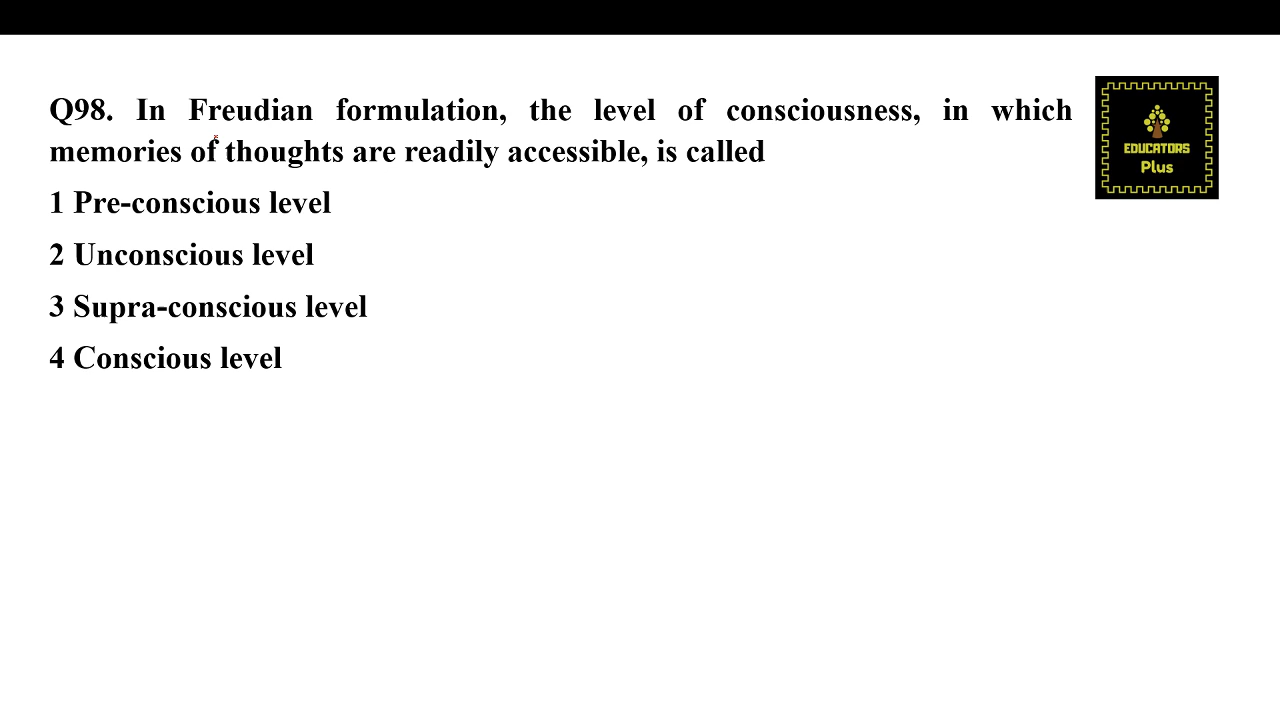 Q98. In Freudian formulation, the level of consciousness, in which
memories of thoughts are readily accessible, is called
1 Pre-conscious level
2 Unconscious level
3 Supra-conscious level
4 Conscious level
EDUCATORS
Plus